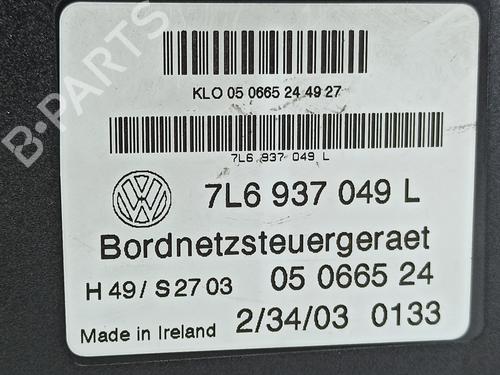 B-PARTS
KLO 05 0665 24 49 27
7L6 937 049 L
7L6 937 049 L
Bordnetzsteuergeraet
H 49/ S 27 03 05 0665 24
Made in Ireland 2/34/03 0133